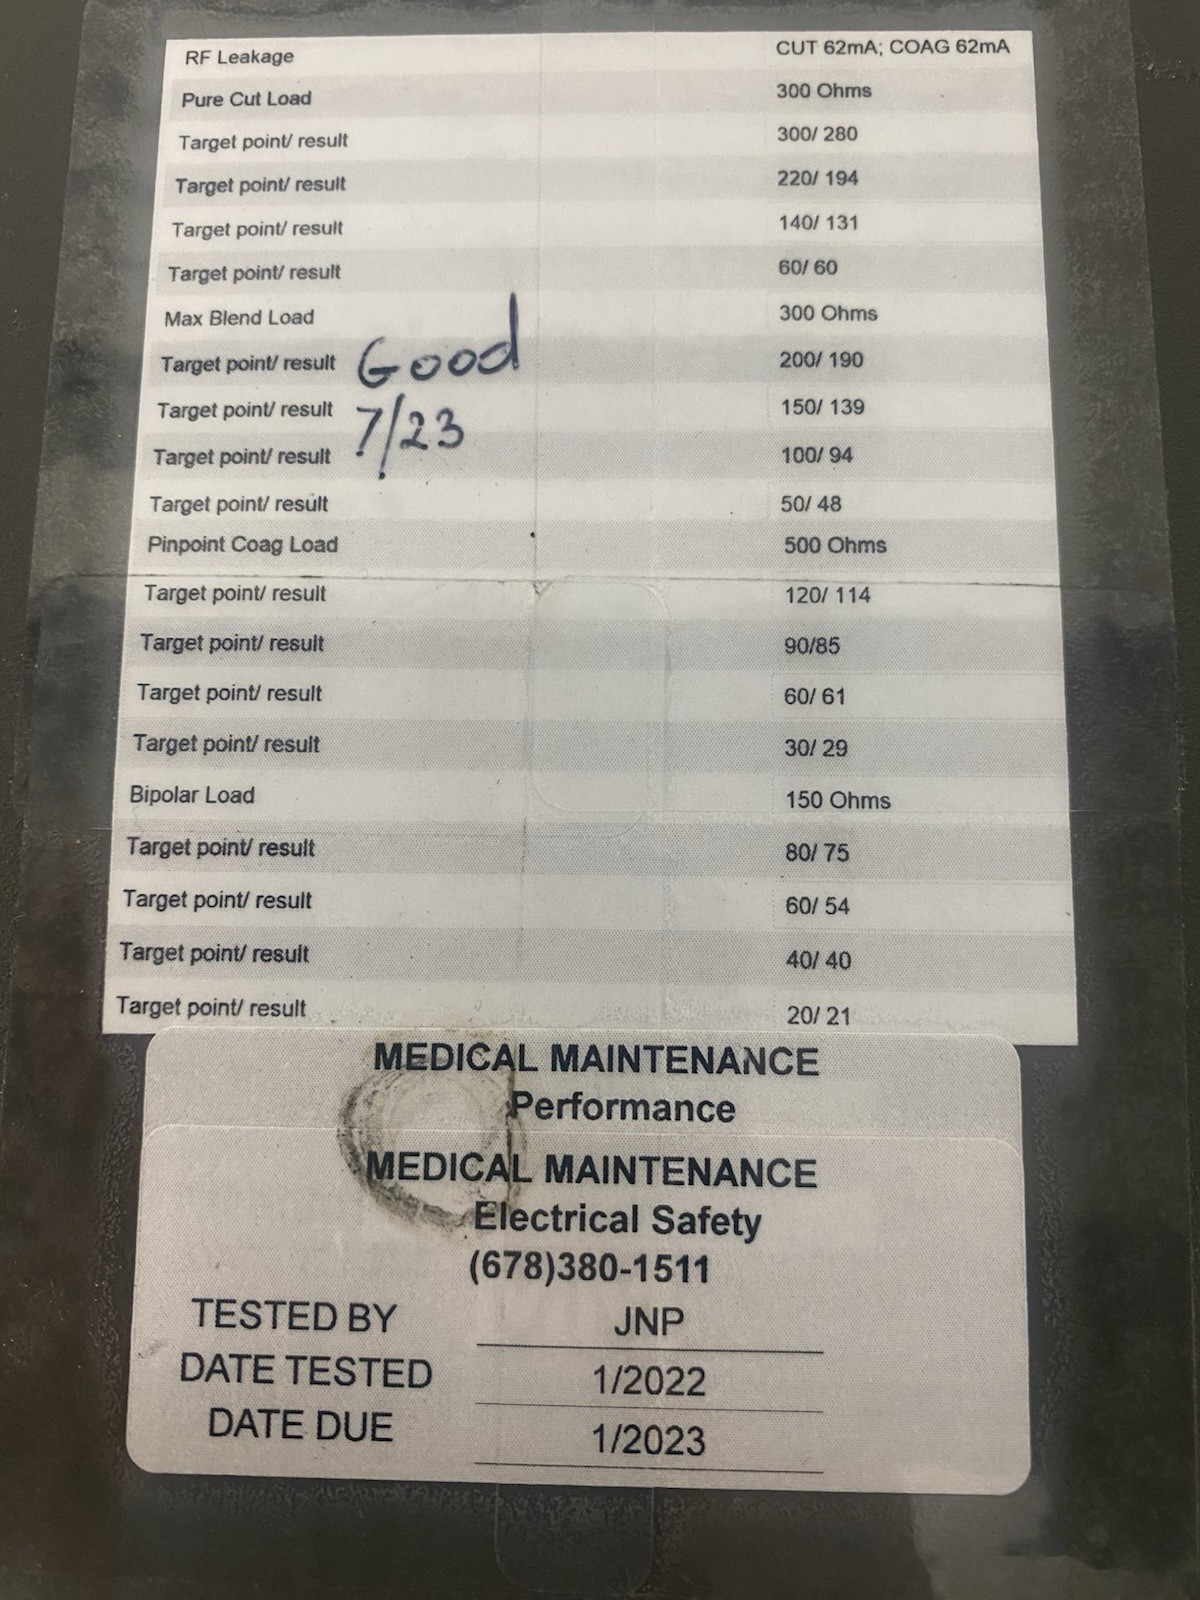 RF Leakage CUT 62mA; COAG 62mA
Pure Cut Load 300 Ohms
Target point/ result 300/ 280
Target point/ result 220/ 194
Target point/ result 140/ 131
Target point/ result 60/ 60
Max Blend Load 300 Ohms
Target point/ result Good 200/ 190
Target point/ result 7/23 150/ 139
Target point/ result 100/ 94
Target point/ result 50/ 48
Pinpoint Coag Load 500 Ohms
Target point/ result 120/ 114
Target point/ result 90/85
Target point/ result 60/ 61
Target point/ result 30/ 29
Bipolar Load 150 Ohms
Target point/ result 80/ 75
Target point/ result 60/ 54
Target point/ result 40/ 40
Target point/ result 20/ 21
MEDICAL MAINTENANCE
Performance
MEDICAL MAINTENANCE
Electrical Safety
(678)380-1511
TESTED BY JNP
DATE TESTED 1/2022
DATE DUE 1/2023